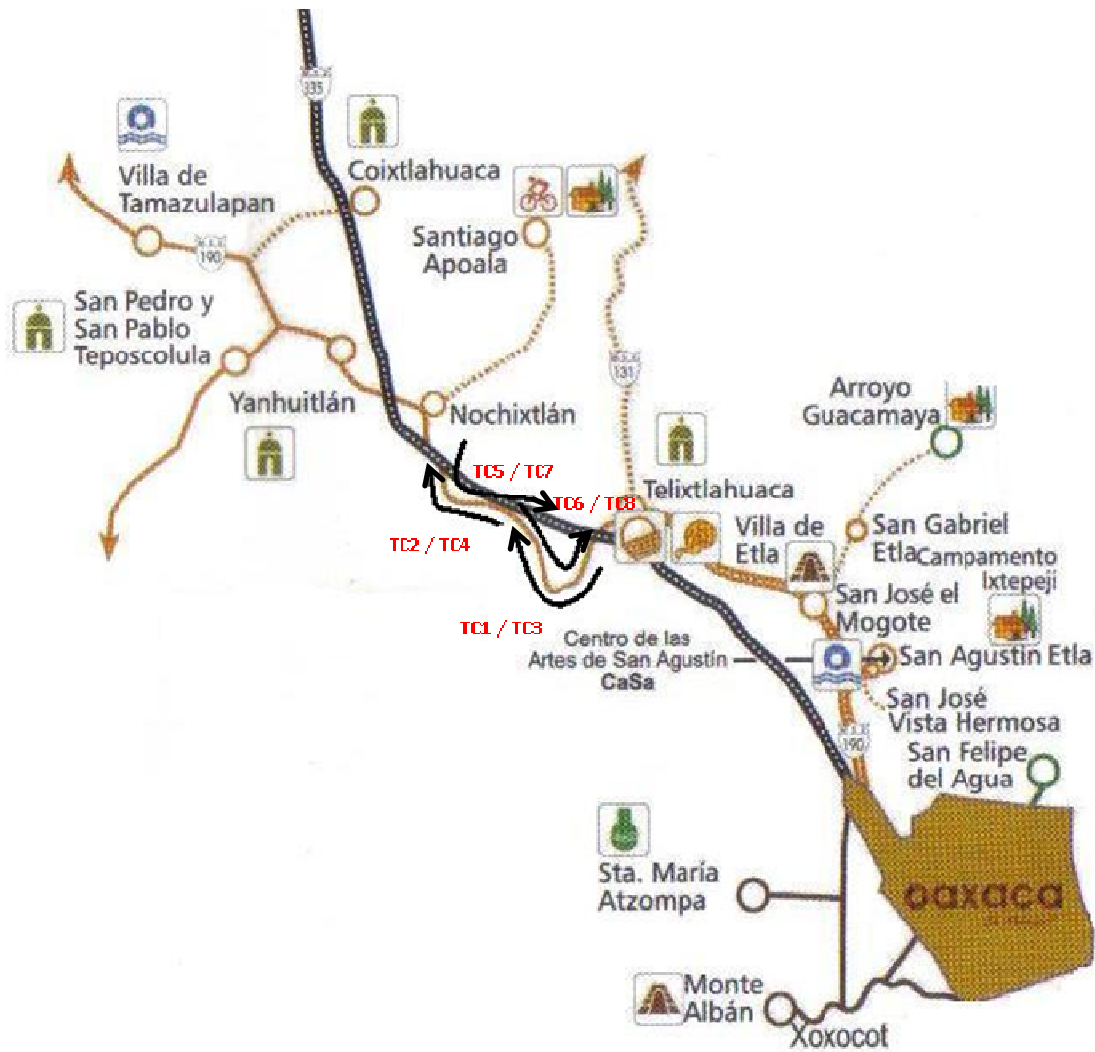 135
Villa de
Tamazulapan
Coixtlahuaca
190
Santiago
Apoala
San Pedro y
San Pablo
Teposcolula
Yanhuitlán
Nochixtlán
131
Arroyo
Guacamaya
TC5 / TC7
TC6 / TC8
TC2 / TC4
TC1 / TC3
Telixtlahuaca
Villa de
Etla
San Gabriel
Etla
Campamento
Ixtepeji
San José el
Mogote
Centro de las
Artes de San Agustín
CaSa
San Agustin Etla
San José
Vista Hermosa
190
San Felipe
del Agua
Sta. María
Atzompa
oaxaca
Monte
Albán
Xoxocot